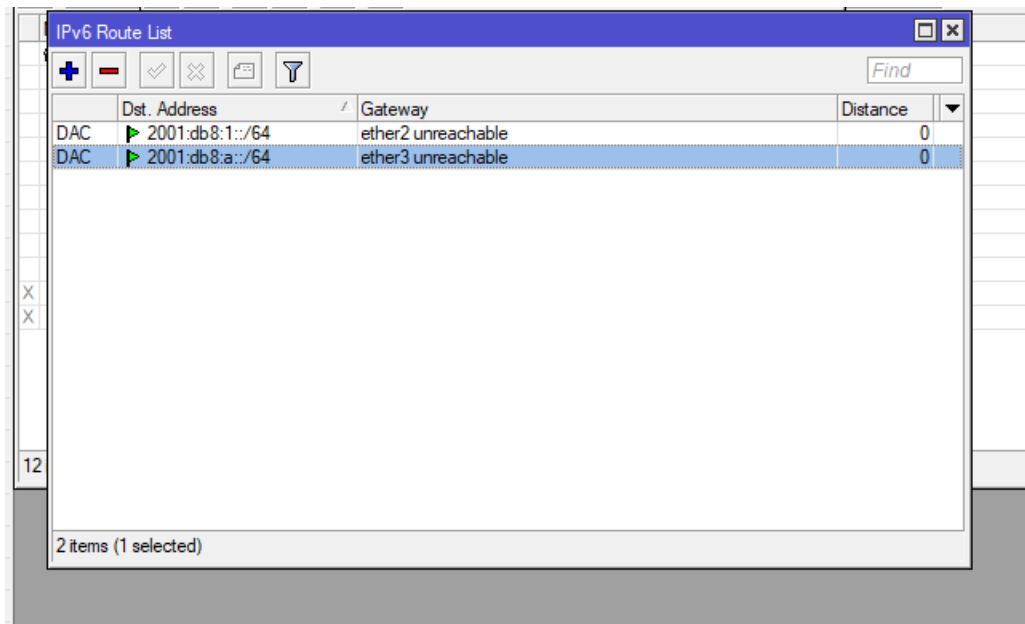 IPv6 Route List
Find
Dst. Address Gateway Distance
DAC 2001:db8:1::/64 ether2 unreachable 0
DAC 2001:db8:a::/64 ether3 unreachable 0
X
X
12
2 items (1 selected)